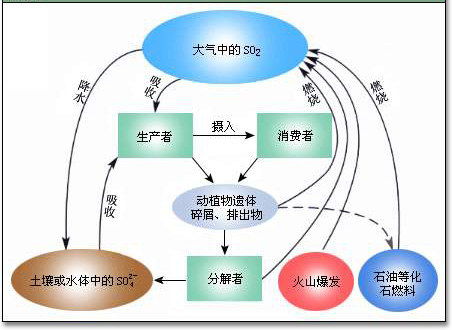 大气中的SO₂
降水
吸收
燃烧
燃烧
生产者
摄入
消费者
吸收
动植物遗体
碎屑、排出物
土壤或水体中的SO₄²⁻
分解者
火山爆发
石油等化
石燃料